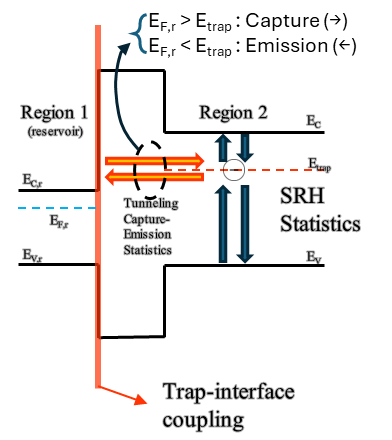 E_F,r > E_trap : Capture (→)
E_F,r < E_trap : Emission (←)
Region 1
(reservoir)
Region 2
E_C
E_trap
E_C,r
E_F,r
E_V,r
Tunneling
Capture-
Emission
Statistics
SRH
Statistics
E_V
Trap-interface
coupling